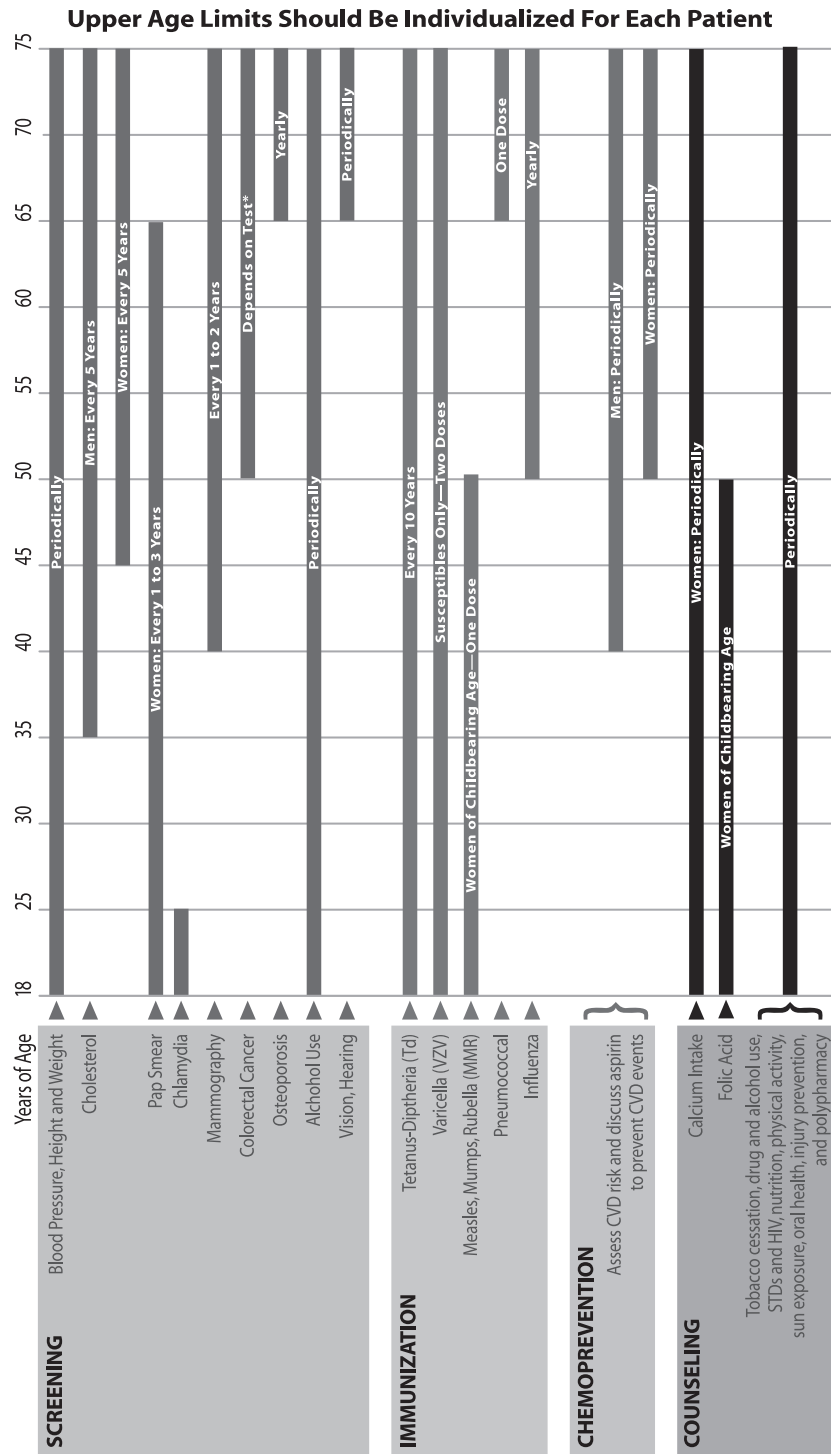 Upper Age Limits Should Be Individualized For Each Patient
Years of Age
18
25
30
35
40
45
50
55
60
65
70
75
SCREENING
Blood Pressure, Height and Weight
Periodically
Cholesterol
Men: Every 5 Years
Women: Every 5 Years
Pap Smear
Women: Every 1 to 3 Years
Chlamydia
Mammography
Every 1 to 2 Years
Colorectal Cancer
Depends on Test*
Osteoporosis
Yearly
Alchohol Use
Periodically
Vision, Hearing
Periodically
IMMUNIZATION
Tetanus-Diptheria (Td)
Every 10 Years
Varicella (VZV)
Susceptibles Only—Two Doses
Measles, Mumps, Rubella (MMR)
Women of Childbearing Age—One Dose
Pneumococcal
One Dose
Influenza
Yearly
CHEMOPREVENTION
Assess CVD risk and discuss aspirin
to prevent CVD events
Men: Periodically
Women: Periodically
COUNSELING
Calcium Intake
Women: Periodically
Folic Acid
Women of Childbearing Age
Tobacco cessation, drug and alcohol use,
STDs and HIV, nutrition, physical activity,
sun exposure, oral health, injury prevention,
and polypharmacy
Periodically